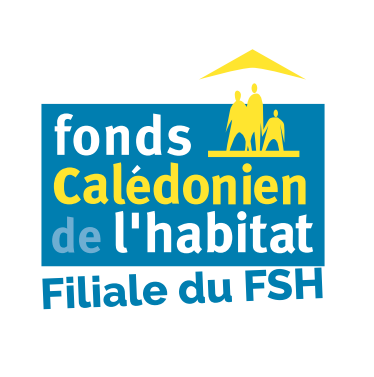 fonds
Calédonien
de l'habitat
Filiale du FSH